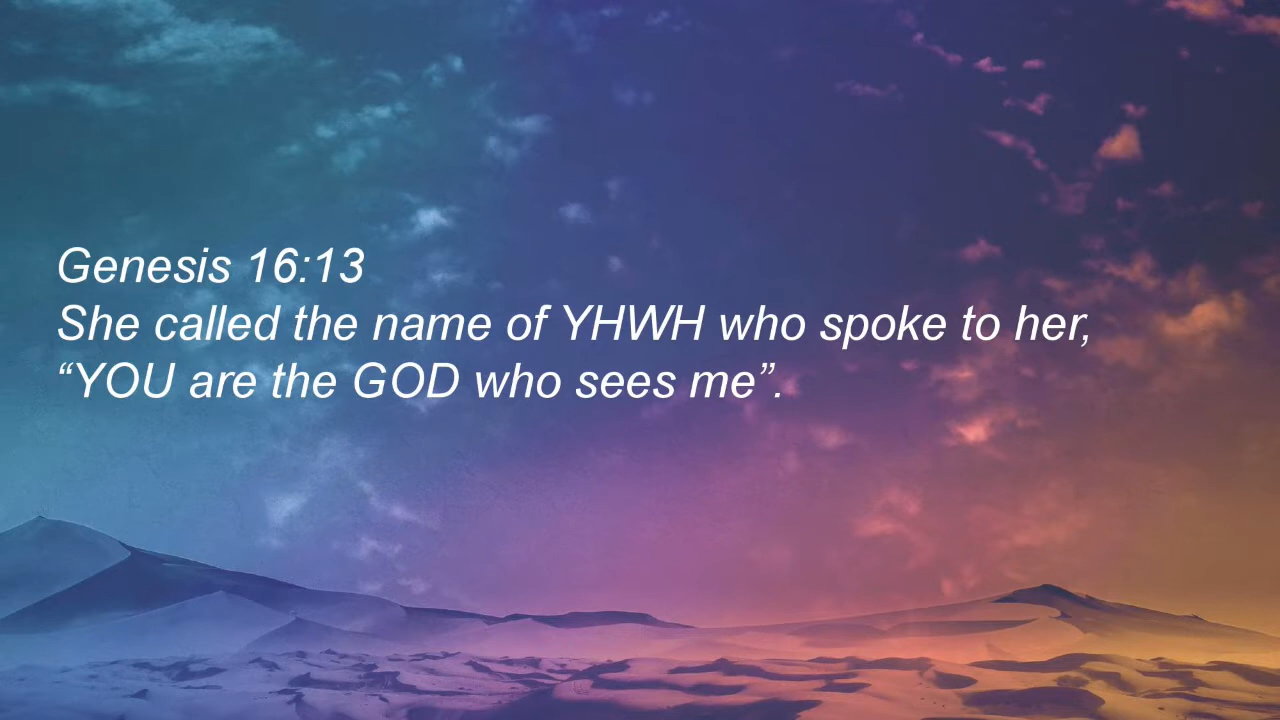 Genesis 16:13
She called the name of YHWH who spoke to her,
“YOU are the GOD who sees me”.